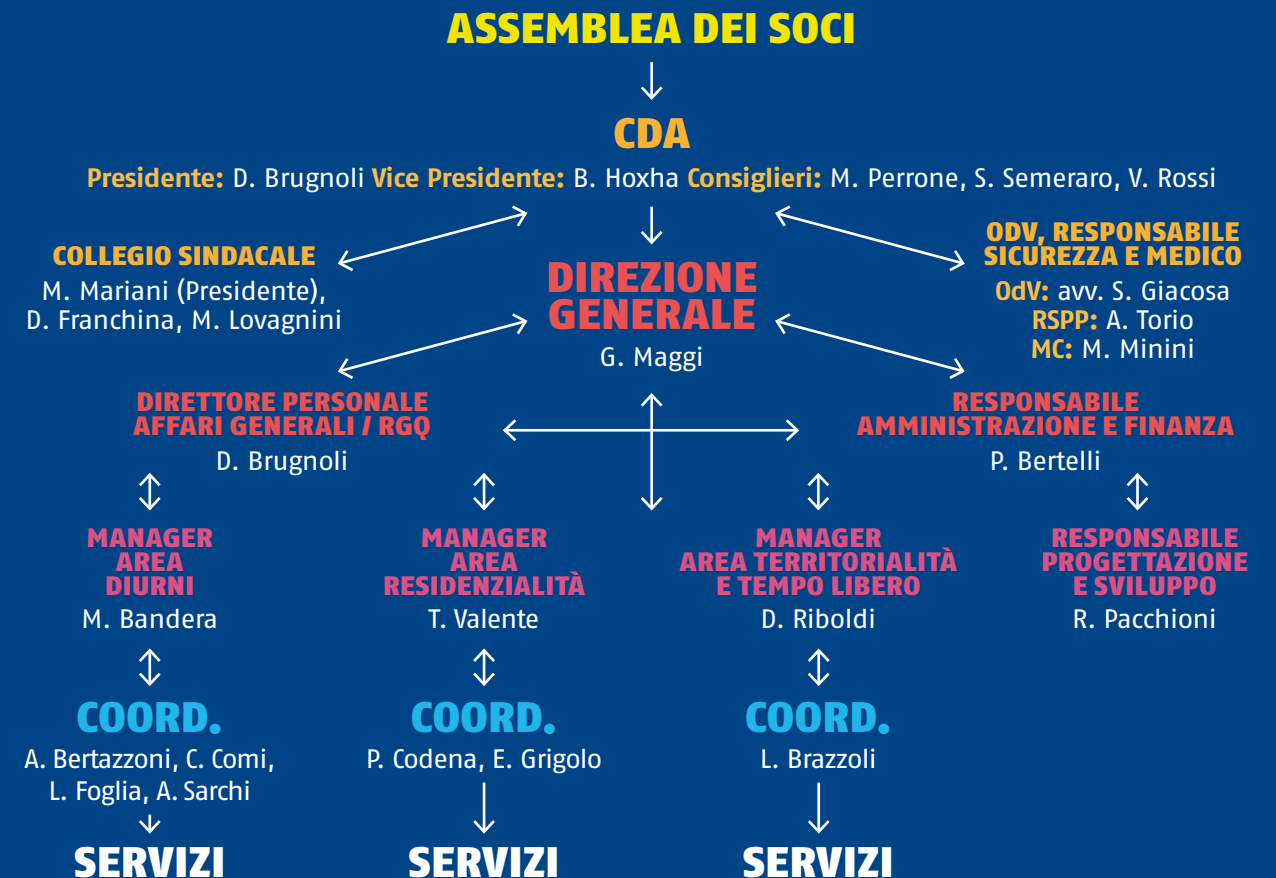 ASSEMBLEA DEI SOCI
CDA
Presidente: D. Brugnoli Vice Presidente: B. Hoxha Consiglieri: M. Perrone, S. Semeraro, V. Rossi
COLLEGIO SINDACALE
M. Mariani (Presidente),
D. Franchina, M. Lovagnini
DIREZIONE
GENERALE
G. Maggi
ODV, RESPONSABILE
SICUREZZA E MEDICO
OdV: avv. S. Giacosa
RSPP: A. Torio
MC: M. Minini
DIRETTORE PERSONALE
AFFARI GENERALI / RGQ
D. Brugnoli
RESPONSABILE
AMMINISTRAZIONE E FINANZA
P. Bertelli
MANAGER
AREA
DIURNI
M. Bandera
MANAGER
AREA
RESIDENZIALITÀ
T. Valente
MANAGER
AREA TERRITORIALITÀ
E TEMPO LIBERO
D. Riboldi
RESPONSABILE
PROGETTAZIONE
E SVILUPPO
R. Pacchioni
COORD.
A. Bertazzoni, C. Comi,
L. Foglia, A. Sarchi
COORD.
P. Codena, E. Grigolo
COORD.
L. Brazzoli
SERVIZI
SERVIZI
SERVIZI